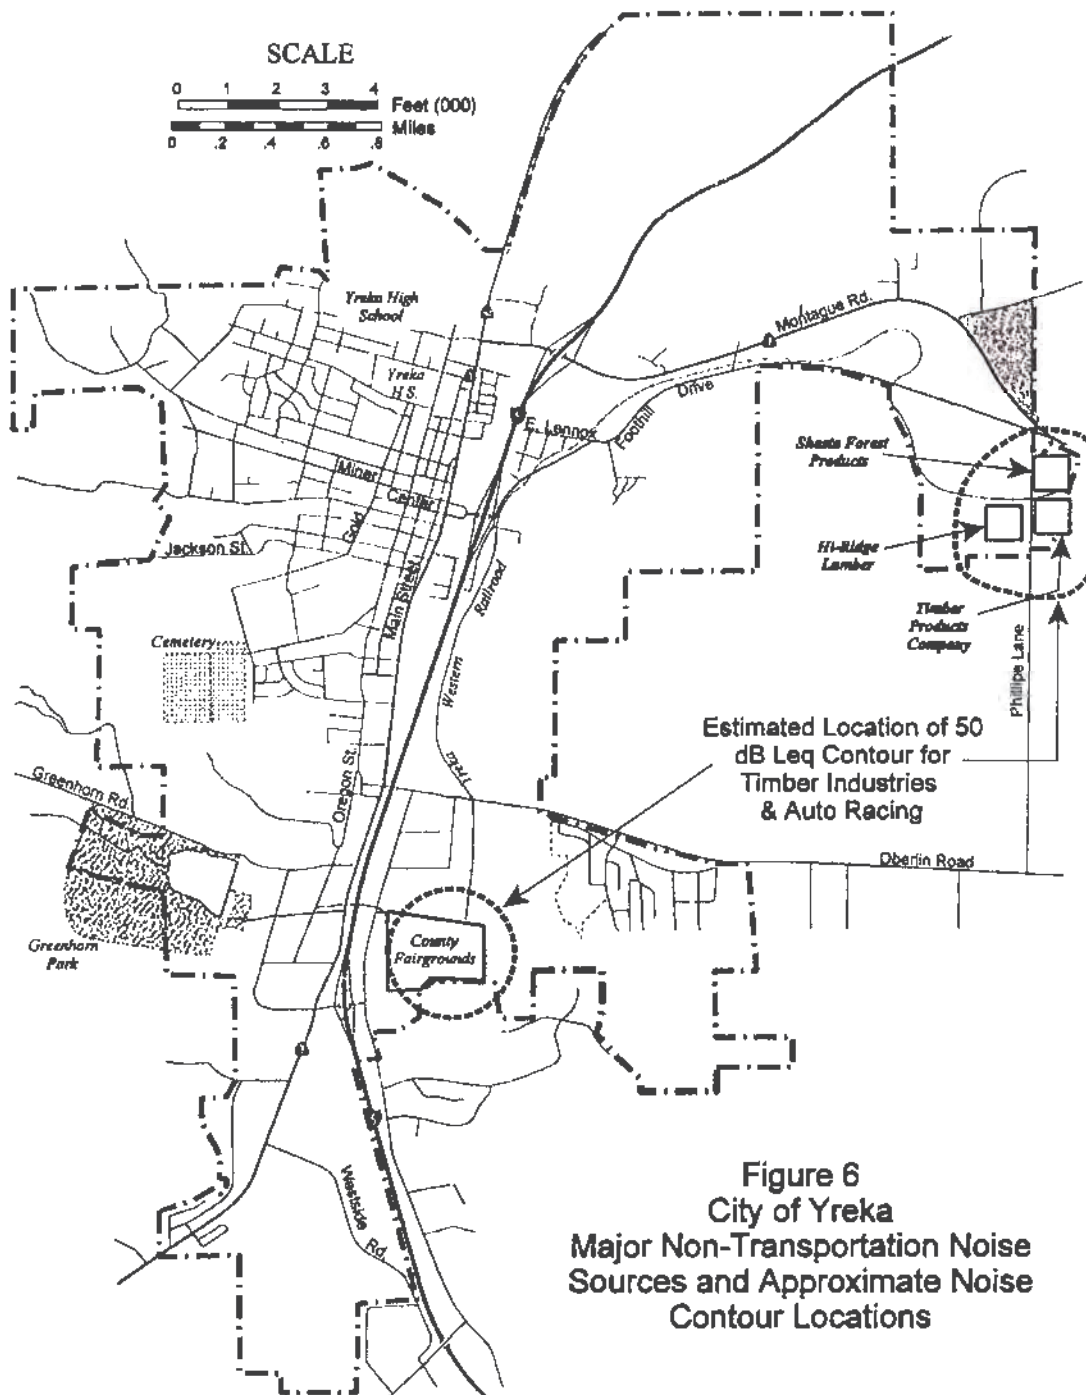 SCALE
0 1 2 3 4
Feet (000)
Miles
0 .2 .4 .6 .8
Yreka High
School
Yreka
H.S.
Montague Rd.
Drive
Foothill
E. Lennox
Miner
Center
Gold
Jackson St.
Main Street
Railroad
Western
Yreka
Shasta Forest
Products
Hi-Ridge
Lumber
Timber
Products
Company
Phillipe Lane
Cemetery
Estimated Location of 50
dB Leq Contour for
Timber Industries
& Auto Racing
Greenhorn Rd.
Oregon St.
Oberlin Road
Greenhorn
Park
County
Fairgrounds
Westside
Rd.
Figure 6
City of Yreka
Major Non-Transportation Noise
Sources and Approximate Noise
Contour Locations